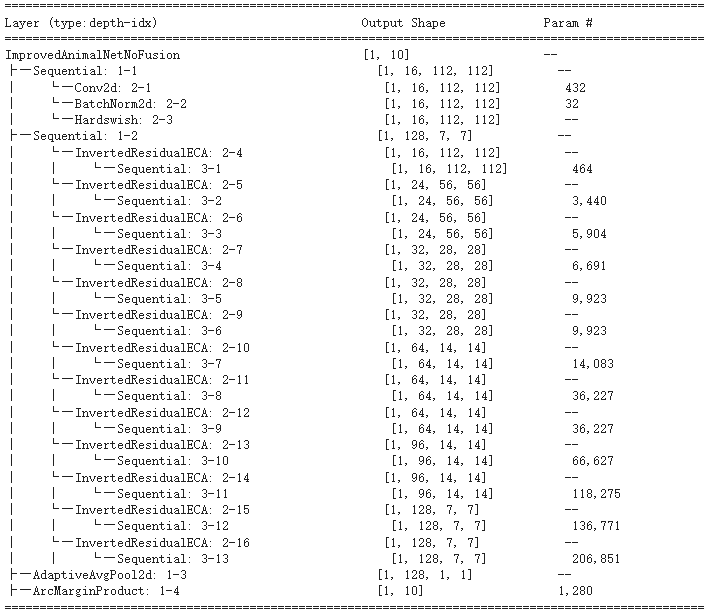 ==========================================================================================
Layer (type:depth-idx)                   Output Shape              Param #
==========================================================================================
ImprovedAnimalNetNoFusion                [1, 10]                   --
├─Sequential: 1-1                        [1, 16, 112, 112]         --
│    └─Conv2d: 2-1                       [1, 16, 112, 112]         432
│    └─BatchNorm2d: 2-2                  [1, 16, 112, 112]         32
│    └─Hardswish: 2-3                    [1, 16, 112, 112]         --
├─Sequential: 1-2                        [1, 128, 7, 7]            --
│    └─InvertedResidualECA: 2-4          [1, 16, 112, 112]         --
│    │    └─Sequential: 3-1              [1, 16, 112, 112]         464
│    └─InvertedResidualECA: 2-5          [1, 24, 56, 56]           --
│    │    └─Sequential: 3-2              [1, 24, 56, 56]           3,440
│    └─InvertedResidualECA: 2-6          [1, 24, 56, 56]           --
│    │    └─Sequential: 3-3              [1, 24, 56, 56]           5,904
│    └─InvertedResidualECA: 2-7          [1, 32, 28, 28]           --
│    │    └─Sequential: 3-4              [1, 32, 28, 28]           6,691
│    └─InvertedResidualECA: 2-8          [1, 32, 28, 28]           --
│    │    └─Sequential: 3-5              [1, 32, 28, 28]           9,923
│    └─InvertedResidualECA: 2-9          [1, 32, 28, 28]           --
│    │    └─Sequential: 3-6              [1, 32, 28, 28]           9,923
│    └─InvertedResidualECA: 2-10         [1, 64, 14, 14]           --
│    │    └─Sequential: 3-7              [1, 64, 14, 14]           14,083
│    └─InvertedResidualECA: 2-11         [1, 64, 14, 14]           --
│    │    └─Sequential: 3-8              [1, 64, 14, 14]           36,227
│    └─InvertedResidualECA: 2-12         [1, 64, 14, 14]           --
│    │    └─Sequential: 3-9              [1, 64, 14, 14]           36,227
│    └─InvertedResidualECA: 2-13         [1, 96, 14, 14]           --
│    │    └─Sequential: 3-10             [1, 96, 14, 14]           66,627
│    └─InvertedResidualECA: 2-14         [1, 96, 14, 14]           --
│    │    └─Sequential: 3-11             [1, 96, 14, 14]           118,275
│    └─InvertedResidualECA: 2-15         [1, 128, 7, 7]            --
│    │    └─Sequential: 3-12             [1, 128, 7, 7]            136,771
│    └─InvertedResidualECA: 2-16         [1, 128, 7, 7]            --
│    │    └─Sequential: 3-13             [1, 128, 7, 7]            206,851
├─AdaptiveAvgPool2d: 1-3                 [1, 128, 1, 1]            --
├─ArcMarginProduct: 1-4                  [1, 10]                   1,280
==========================================================================================